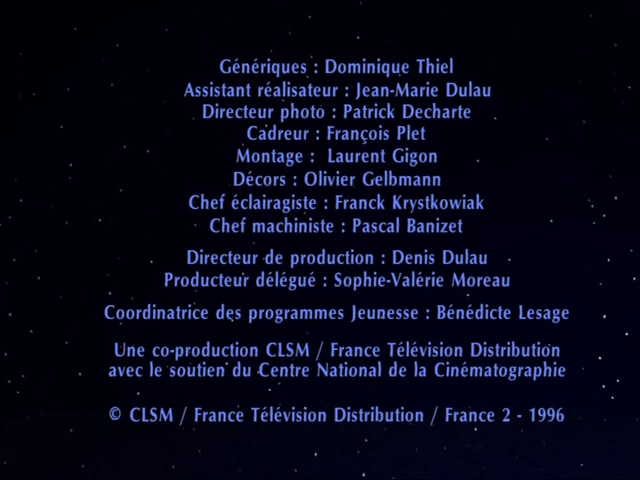 Génériques : Dominique Thiel
Assistant réalisateur : Jean-Marie Dulau
Directeur photo : Patrick Decharte
Cadreur : François Plet
Montage : Laurent Gigon
Décors : Olivier Gelbmann
Chef éclairagiste : Franck Krystkowiak
Chef machiniste : Pascal Banizet
Directeur de production : Denis Dulau
Producteur délégué : Sophie-Valérie Moreau
Coordinatrice des programmes Jeunesse : Bénédicte Lesage
Une co-production CLSM / France Télévision Distribution
avec le soutien du Centre National de la Cinématographie
© CLSM / France Télévision Distribution / France 2 - 1996